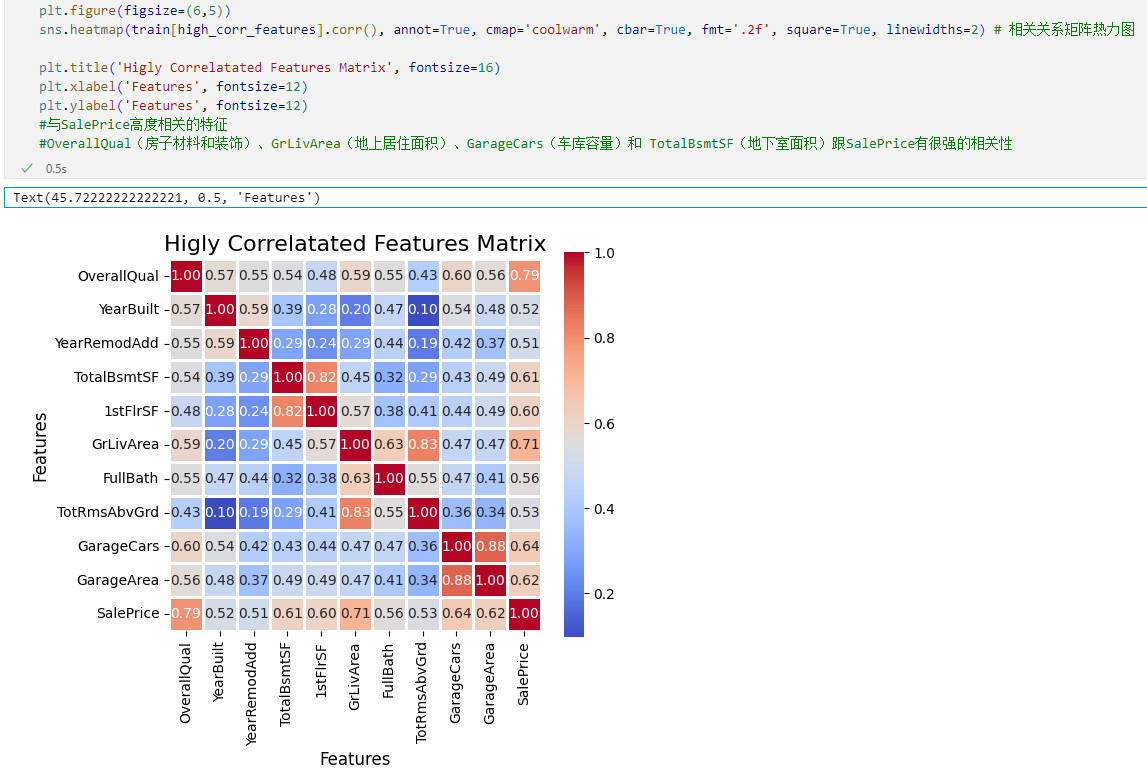 plt.figure(figsize=(6,5))
sns.heatmap(train[high_corr_features].corr(), annot=True, cmap='coolwarm', cbar=True, fmt='.2f', square=True, linewidths=2) # 相关关系矩阵热力图
plt.title('Higly Correlatated Features Matrix', fontsize=16)
plt.xlabel('Features', fontsize=12)
plt.ylabel('Features', fontsize=12)
#与SalePrice高度相关的特征
#OverallQual（房子材料和装饰）、GrLivArea（地上居住面积）、GarageCars（车库容量）和 TotalBsmtSF（地下室面积）跟SalePrice有很强的相关性
✓ 0.5s
Text(45.72222222222221, 0.5, 'Features')
Higly Correlatated Features Matrix
OverallQual 1.00 0.57 0.55 0.54 0.48 0.59 0.55 0.43 0.60 0.56 0.79
YearBuilt 0.57 1.00 0.59 0.39 0.28 0.20 0.47 0.10 0.54 0.48 0.52
YearRemodAdd 0.55 0.59 1.00 0.29 0.24 0.29 0.44 0.19 0.42 0.37 0.51
TotalBsmtSF 0.54 0.39 0.29 1.00 0.82 0.45 0.32 0.29 0.43 0.49 0.61
1stFlrSF 0.48 0.28 0.24 0.82 1.00 0.57 0.38 0.41 0.44 0.49 0.60
GrLivArea 0.59 0.20 0.29 0.45 0.57 1.00 0.63 0.83 0.47 0.47 0.71
FullBath 0.55 0.47 0.44 0.32 0.38 0.63 1.00 0.55 0.47 0.41 0.56
TotRmsAbvGrd 0.43 0.10 0.19 0.29 0.41 0.83 0.55 1.00 0.36 0.34 0.53
GarageCars 0.60 0.54 0.42 0.43 0.44 0.47 0.47 0.36 1.00 0.88 0.64
GarageArea 0.56 0.48 0.37 0.49 0.49 0.47 0.41 0.34 0.88 1.00 0.62
SalePrice 0.79 0.52 0.51 0.61 0.60 0.71 0.56 0.53 0.64 0.62 1.00
Features
OverallQual YearBuilt YearRemodAdd TotalBsmtSF 1stFlrSF GrLivArea FullBath TotRmsAbvGrd GarageCars GarageArea SalePrice
Features
1.0
0.8
0.6
0.4
0.2